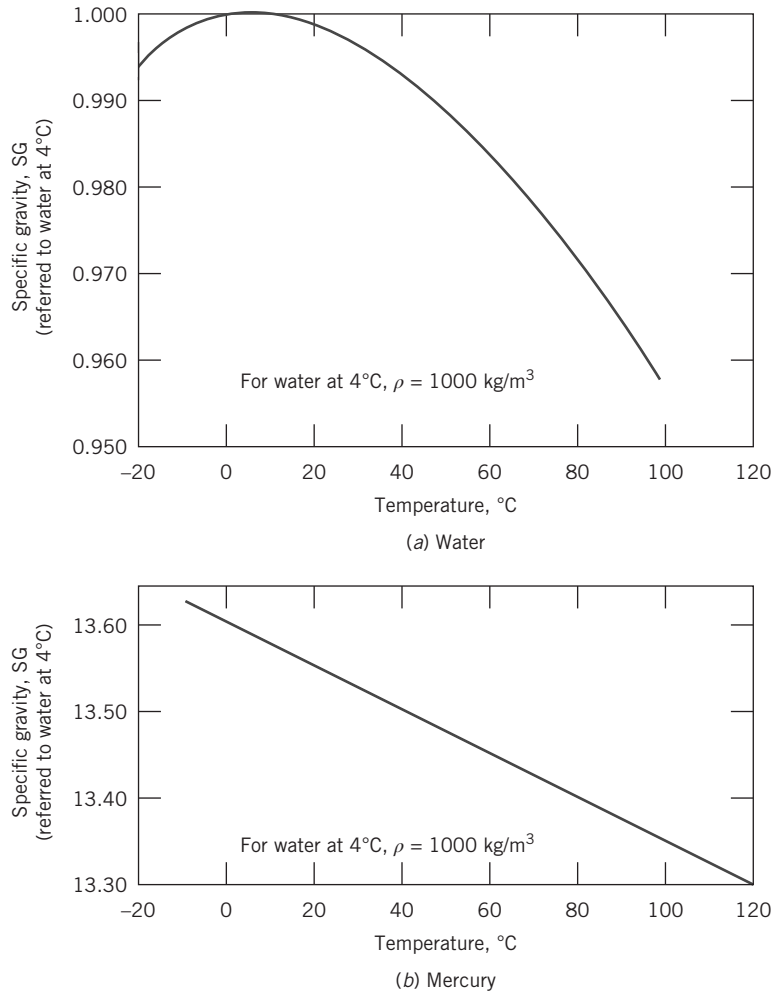 1.000
0.990
0.980
0.970
0.960
0.950
Specific gravity, SG
(referred to water at 4°C)
For water at 4°C, ρ = 1000 kg/m³
–20 0 20 40 60 80 100 120
Temperature, °C
(a) Water
13.60
13.50
13.40
13.30
Specific gravity, SG
(referred to water at 4°C)
For water at 4°C, ρ = 1000 kg/m³
–20 0 20 40 60 80 100 120
Temperature, °C
(b) Mercury